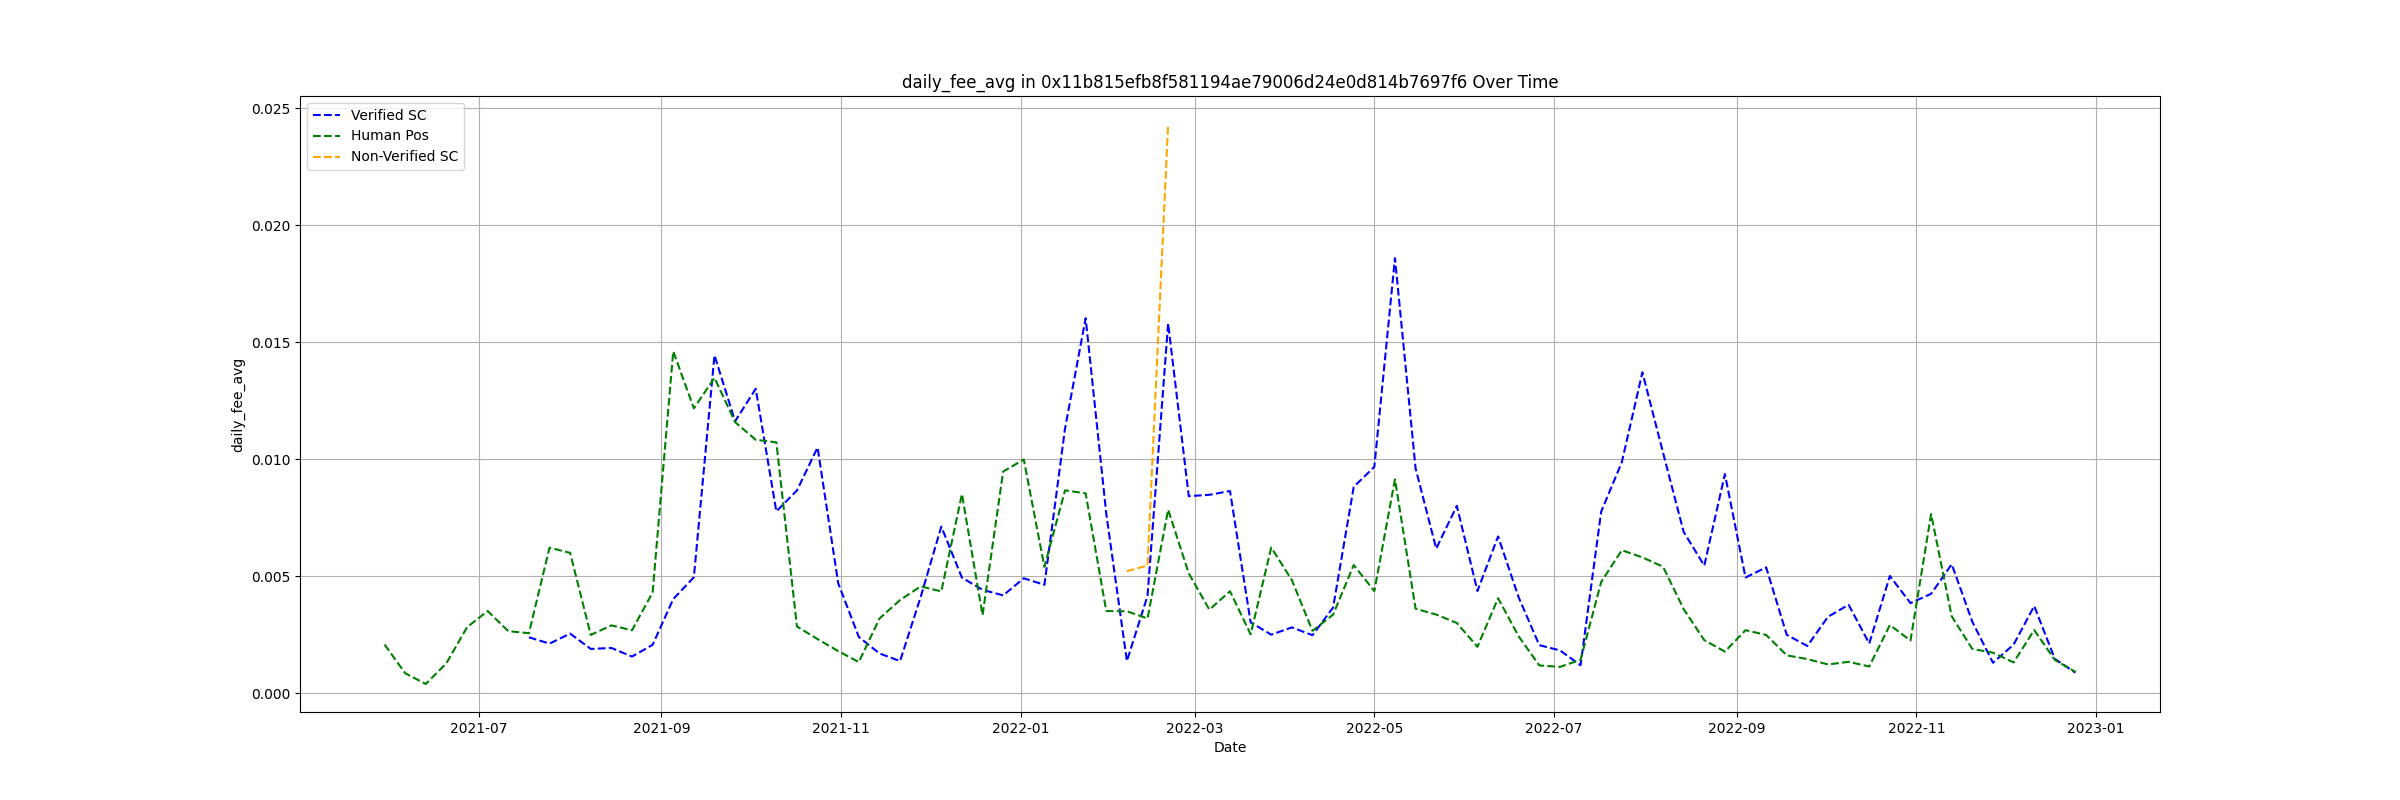 daily_fee_avg in 0x11b815efb8f581194ae79006d24e0d814b7697f6 Over Time
Verified SC
Human Pos
Non-Verified SC
daily_fee_avg
0.025
0.020
0.015
0.010
0.005
0.000
2021-07
2021-09
2021-11
2022-01
2022-03
2022-05
2022-07
2022-09
2022-11
2023-01
Date